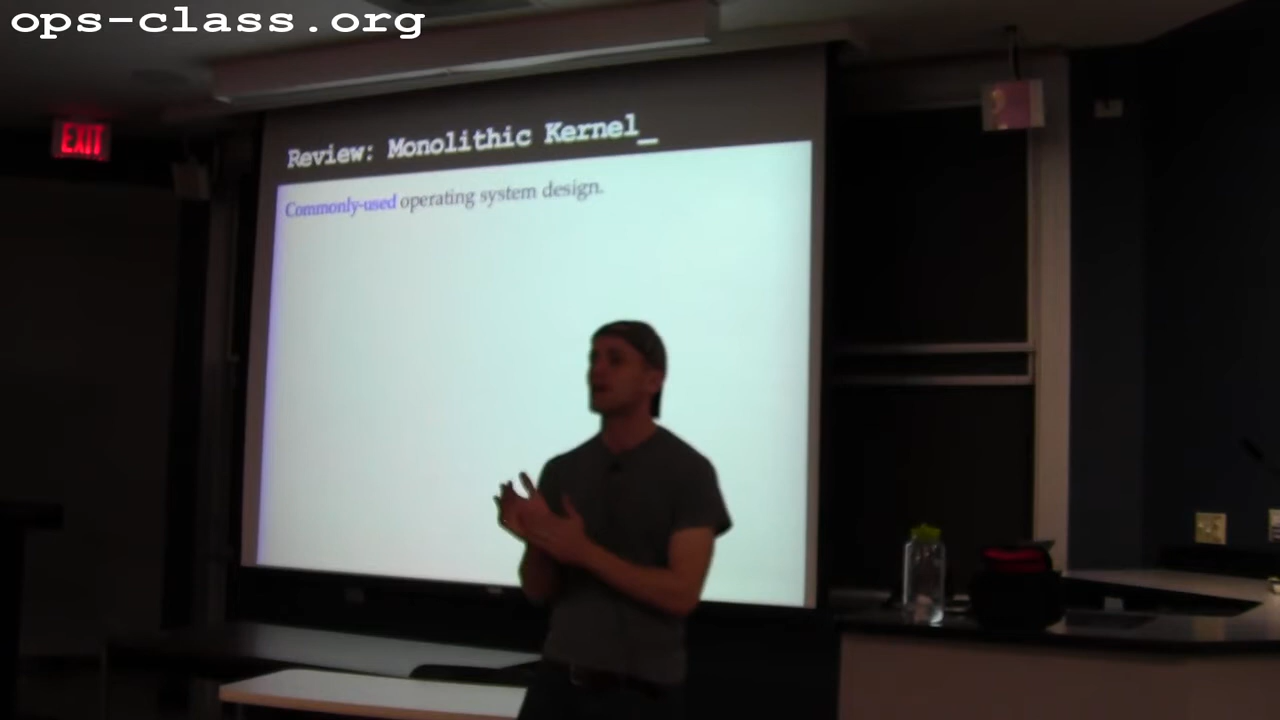 ops-class.org
EXIT
Review: Monolithic Kernel_
Commonly-used operating system design.